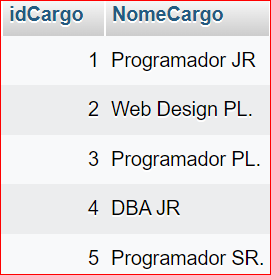 idCargo NomeCargo
1 Programador JR
2 Web Design PL.
3 Programador PL.
4 DBA JR
5 Programador SR.